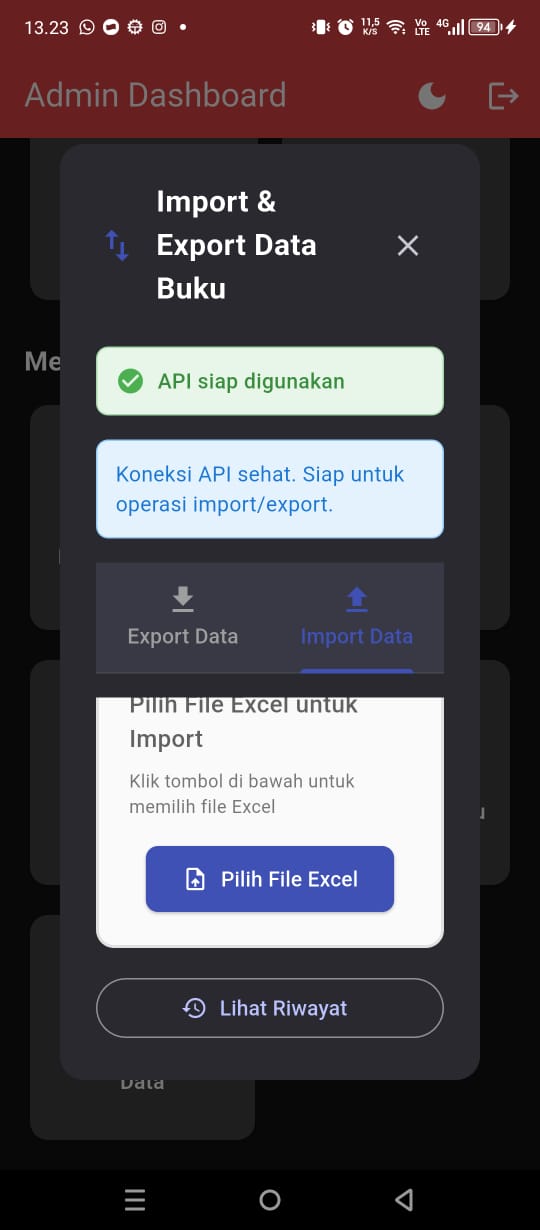 13.23
11,5
K/S
Vo
LTE
4G
94
Admin Dashboard
Import &
Export Data
Buku
Me
API siap digunakan
Koneksi API sehat. Siap untuk
operasi import/export.
Export Data
Import Data
Pilih File Excel untuk
Import
Klik tombol di bawah untuk
memilih file Excel
Pilih File Excel
Lihat Riwayat
Data